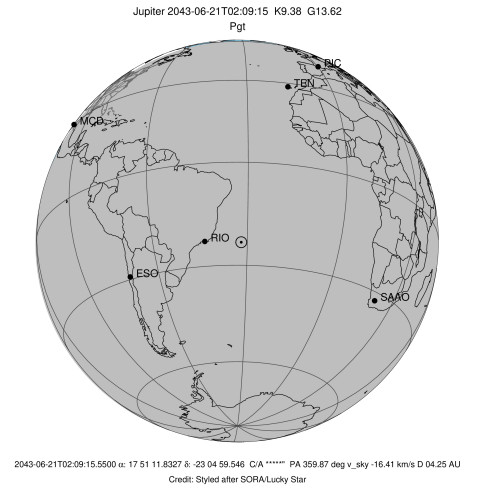 Jupiter 2043-06-21T02:09:15 K9.38 G13.62
Pgt
PIC
TEN
MCD
RIO
ESO
SAAO
2043-06-21T02:09:15.5500 α: 17 51 11.8327 δ: -23 04 59.546 C/A *****" PA 359.87 deg v_sky -16.41 km/s D 04.25 AU
Credit: Styled after SORA/Lucky Star